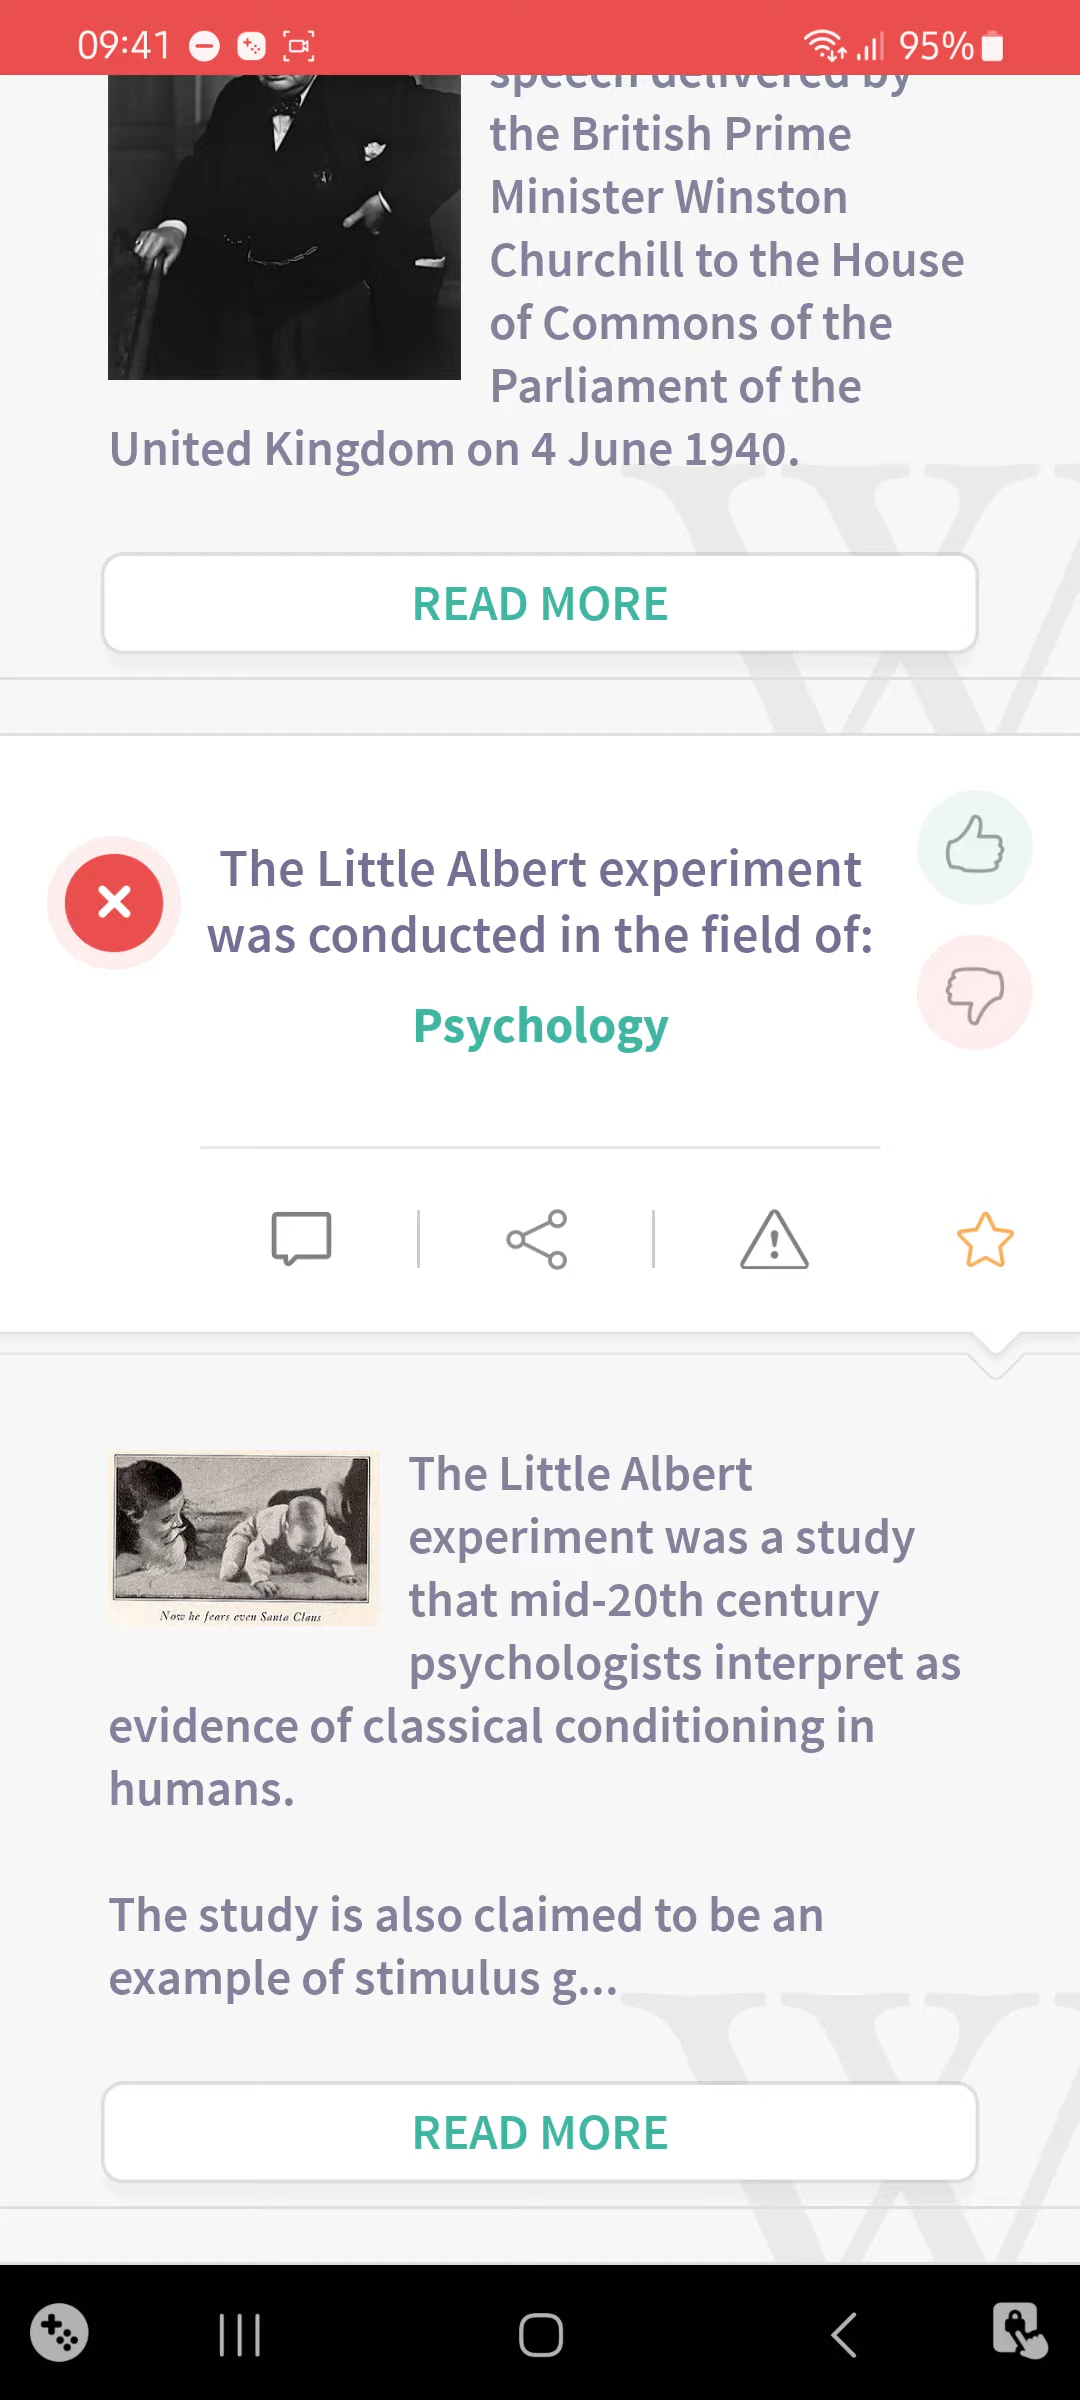 09:41
95%
speech delivered by
the British Prime
Minister Winston
Churchill to the House
of Commons of the
Parliament of the
United Kingdom on 4 June 1940.
READ MORE
The Little Albert experiment
was conducted in the field of:
Psychology
The Little Albert
experiment was a study
that mid-20th century
psychologists interpret as
Now he fears even Santa Claus
evidence of classical conditioning in
humans.
The study is also claimed to be an
example of stimulus g...
READ MORE